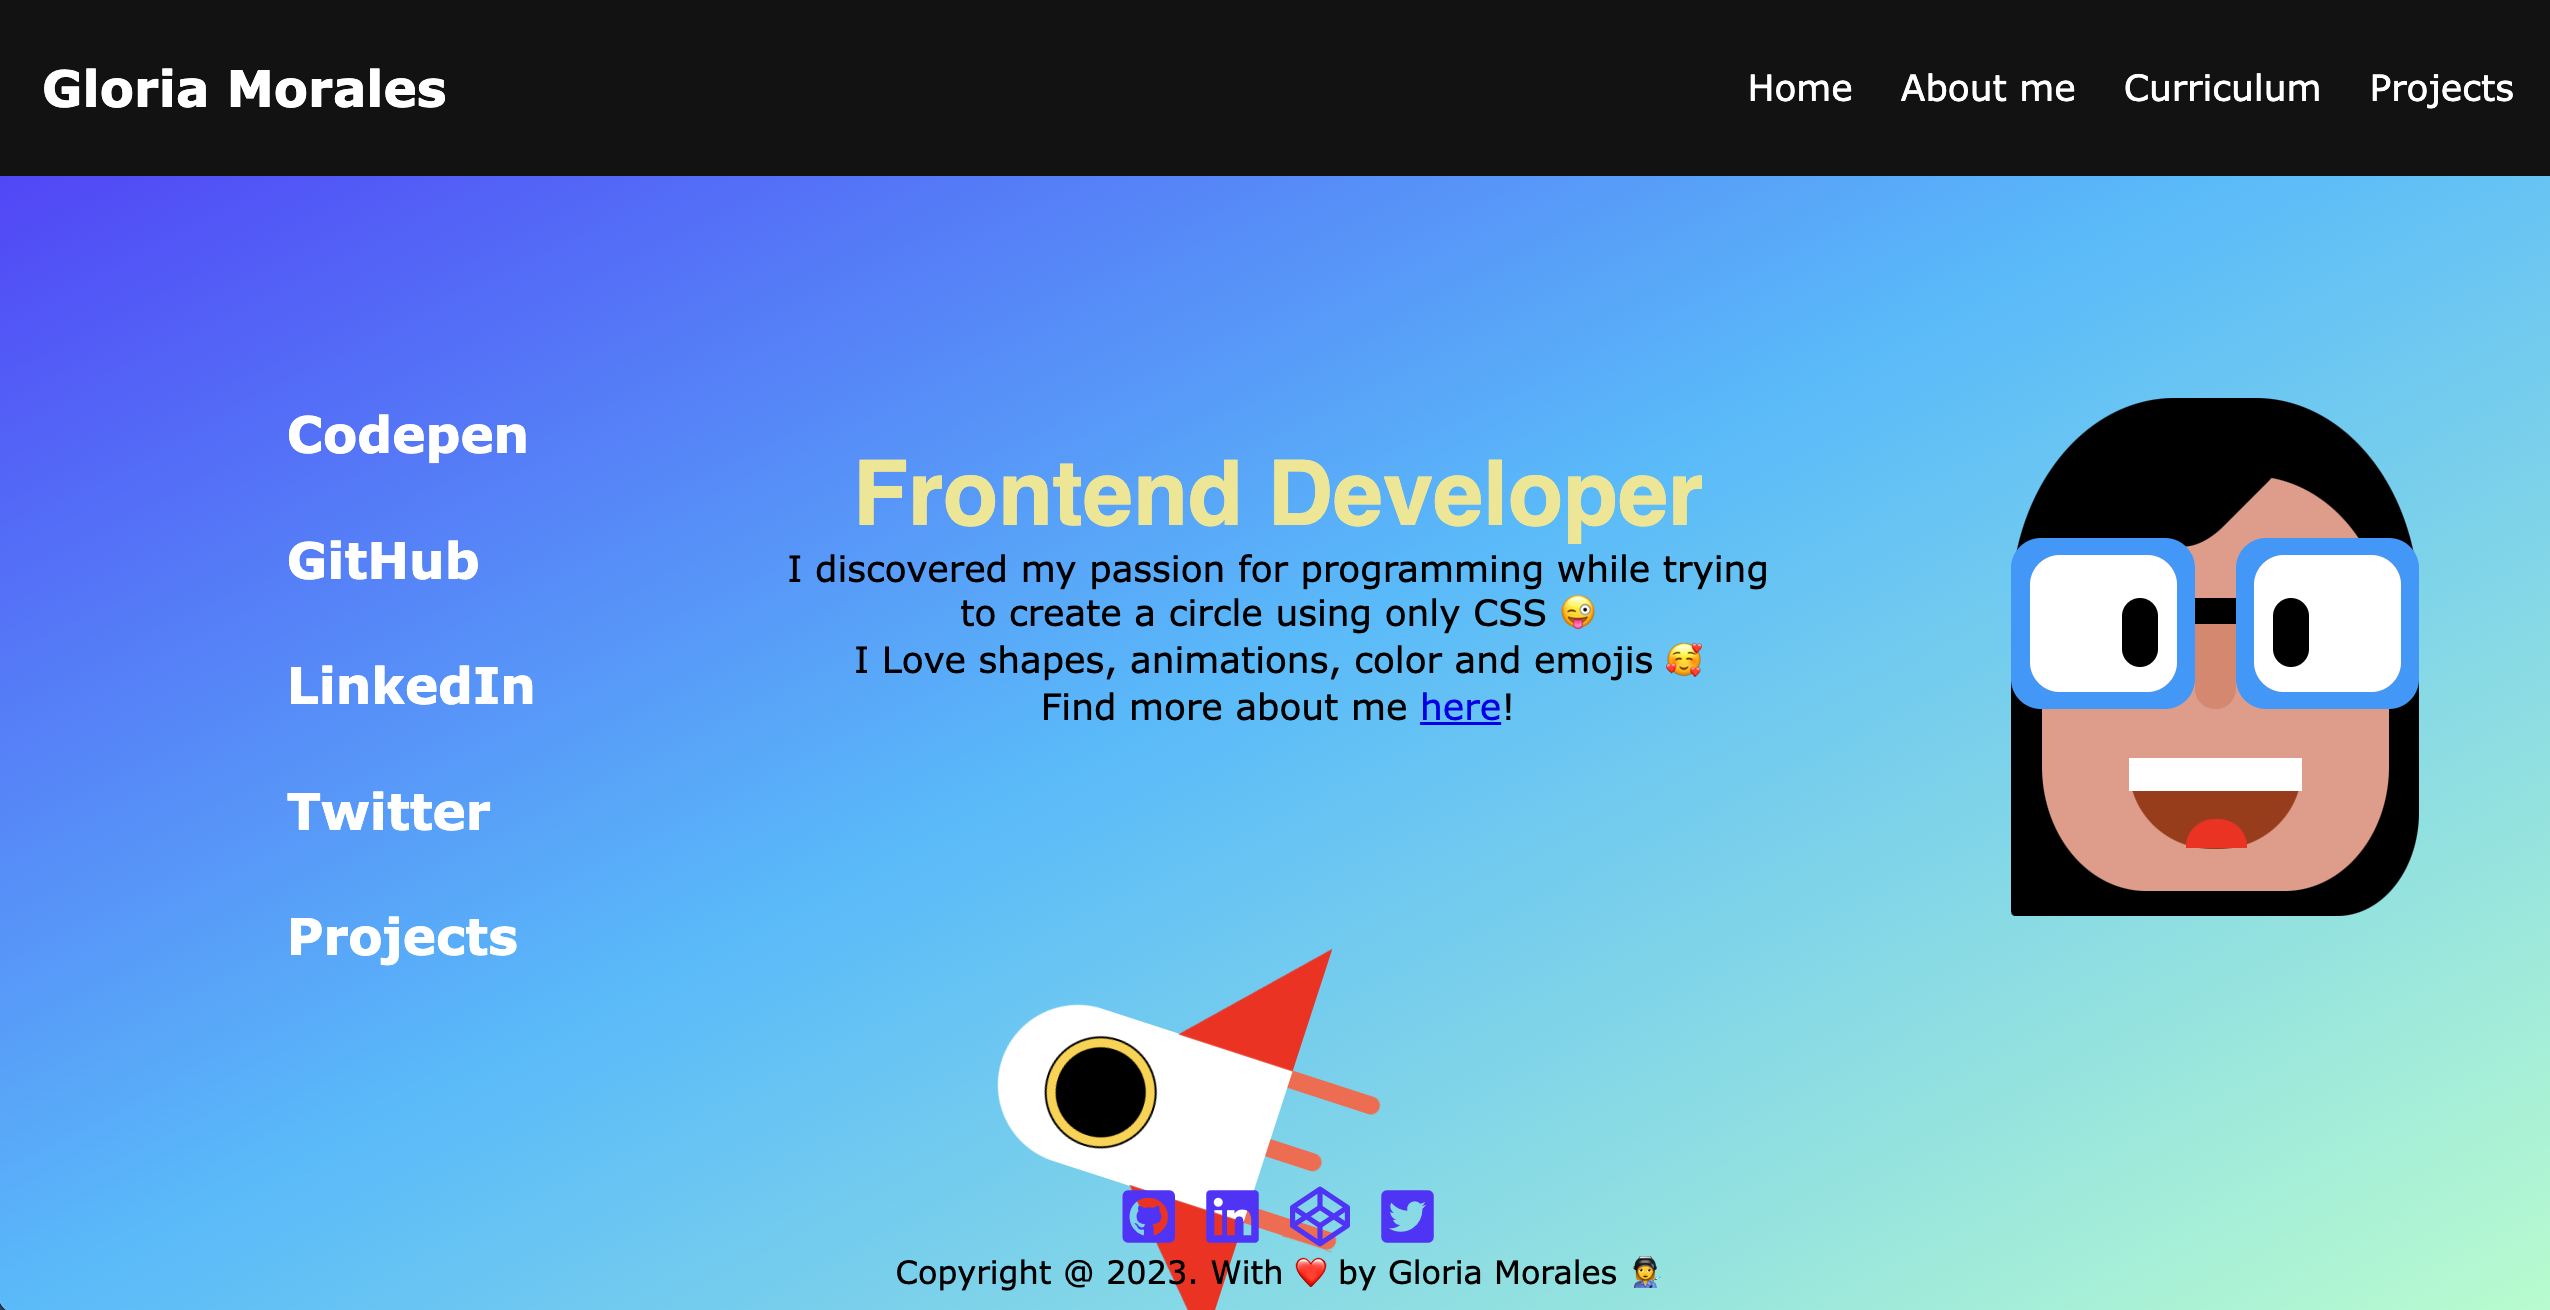 Gloria Morales
Home About me Curriculum Projects
Codepen
GitHub
LinkedIn
Twitter
Projects
Frontend Developer
I discovered my passion for programming while trying
to create a circle using only CSS 😜
I Love shapes, animations, color and emojis 🥰
Find more about me here!
in
Copyright @ 2023. With ❤️ by Gloria Morales 👩‍🏭